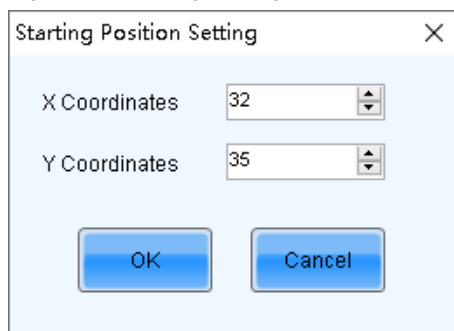 Starting Position Setting
X Coordinates 32
Y Coordinates 35
OK Cancel